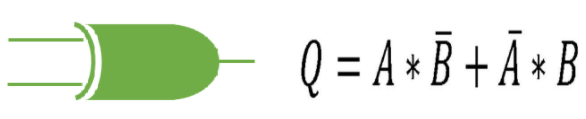 Q = A * B̄ + Ā * B